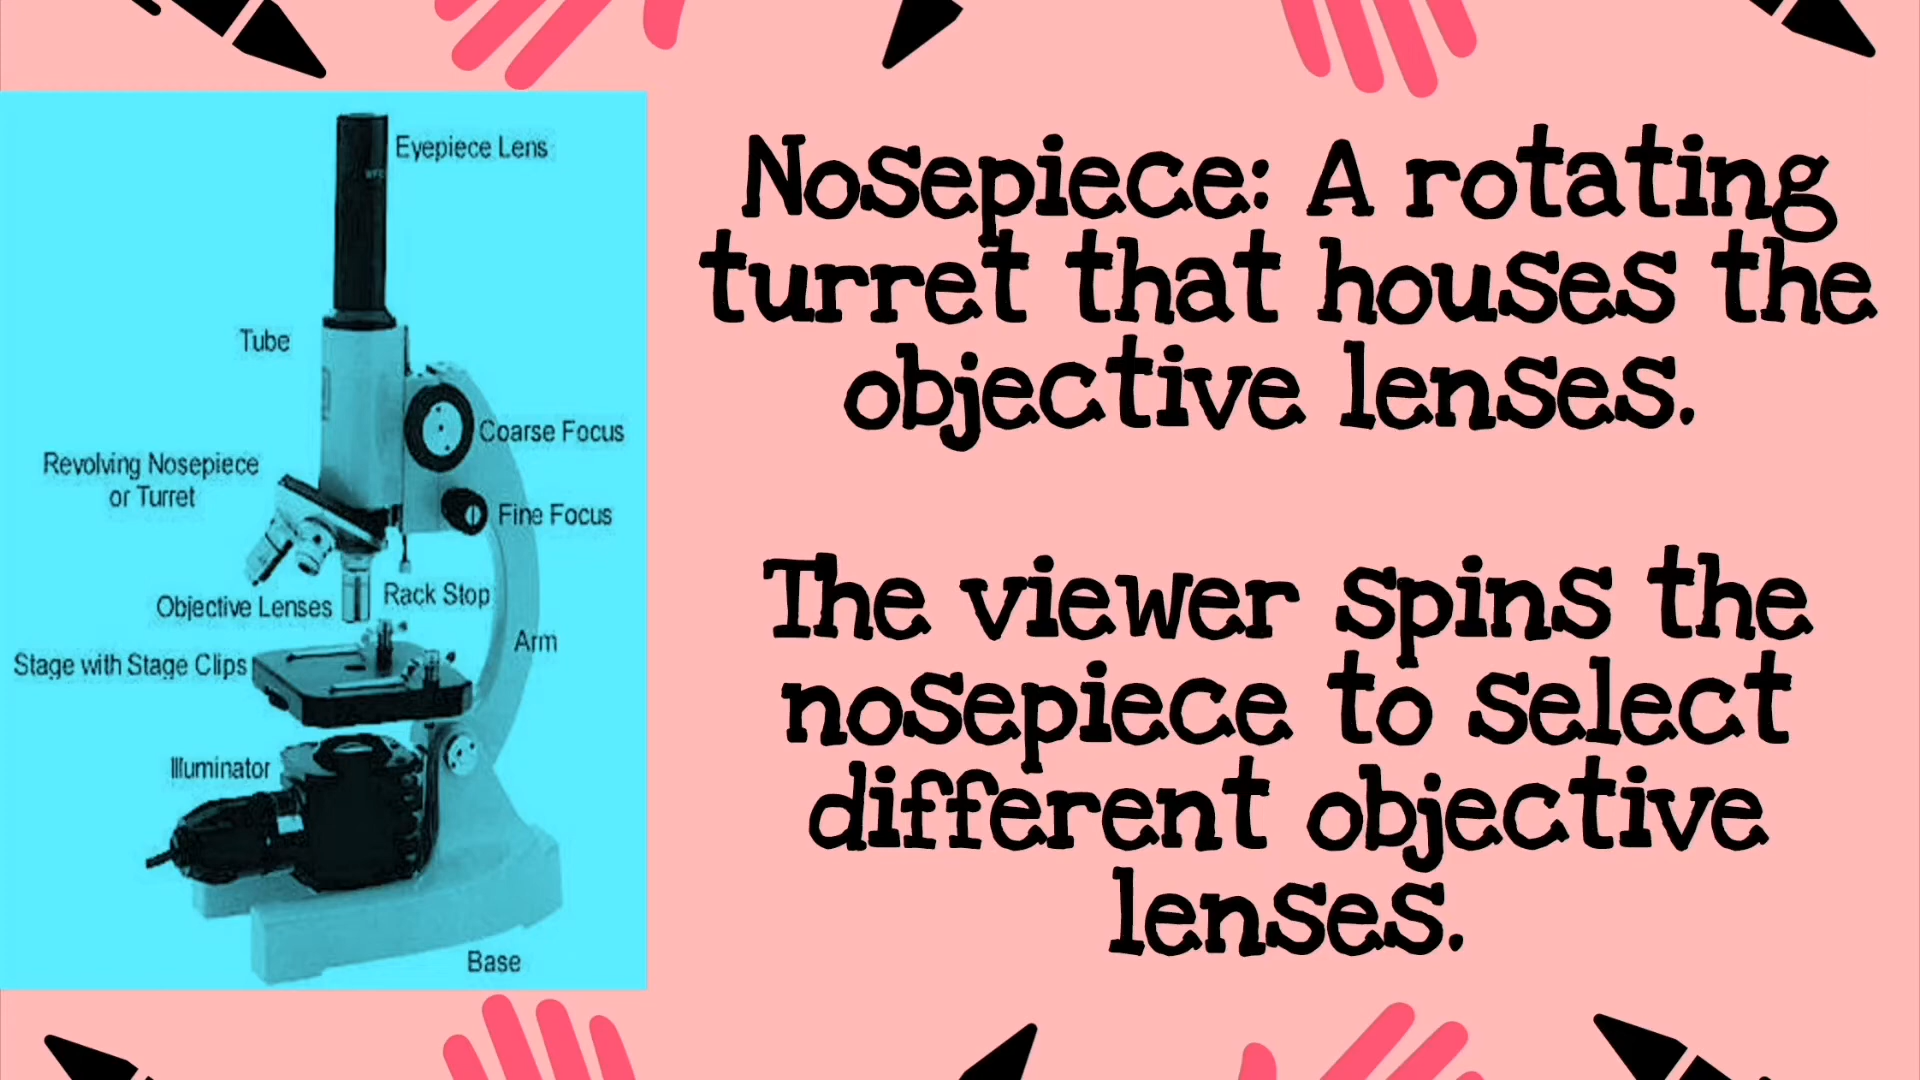 Eyepiece Lens
Tube
Coarse Focus
Revolving Nosepiece
or Turret
Fine Focus
Rack Stop
Objective Lenses
Arm
Stage with Stage Clips
Illuminator
Base
Nosepiece: A rotating
turret that houses the
objective lenses.
The viewer spins the
nosepiece to select
different objective
lenses.